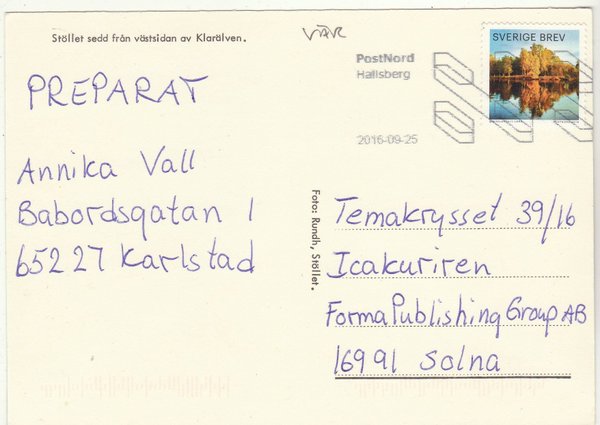 Stöllet sedd från västsidan av Klarälven.
VÄV
PostNord
Hallsberg
2016-09-25
SVERIGE BREV
PREPARAT
Annika Vall
Babordsgatan 1
652 27 Karlstad
Foto: Rundh, Stöllet.
Temakrysset 39/16
Icakuriren
Forma Publishing Group AB
169 91 Solna